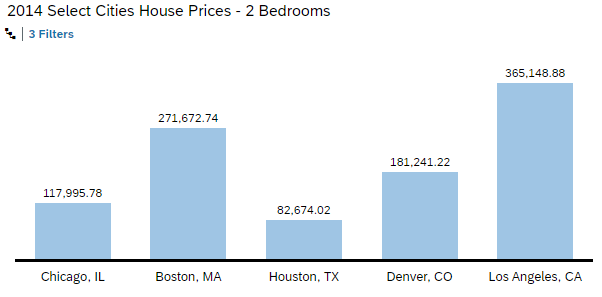 2014 Select Cities House Prices - 2 Bedrooms
3 Filters
365,148.88
271,672.74
181,241.22
117,995.78
82,674.02
Chicago, IL Boston, MA Houston, TX Denver, CO Los Angeles, CA